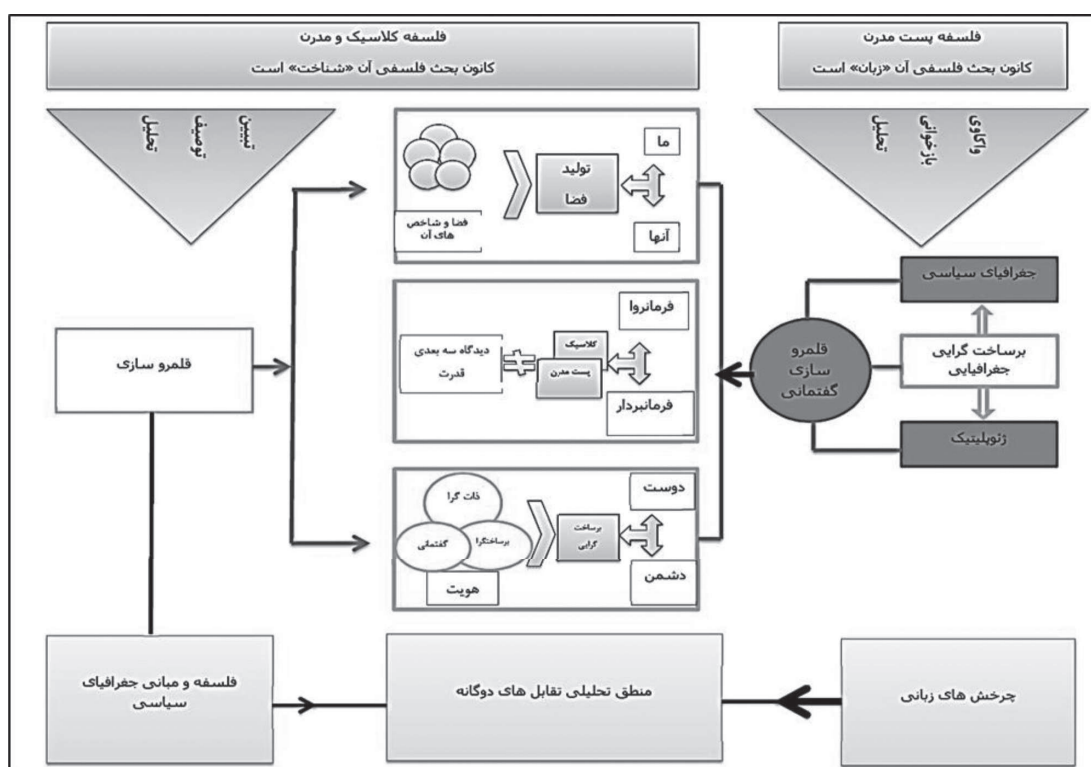 فلسفه پست مدرن
کانون بحث فلسفی آن «زبان» است
فلسفه کلاسیک و مدرن
کانون بحث فلسفی آن «شناخت» است
واکاوی
بازخوانی
تحلیل
تبیین
توصیف
تحلیل
جغرافیای سیاسی
برساخت گرایی
جغرافیایی
ژئوپلیتیک
قلمرو
سازی
گفتمانی
ما
آنها
تولید
فضا
فضا و شاخص
های آن
فرمانروا
فرمانبردار
کلاسیک
پست مدرن
دیدگاه سه بعدی
قدرت
دوست
دشمن
برساخت
گرایی
ذات گرا
برساختگرا
گفتمانی
هویت
قلمرو سازی
چرخش های زبانی
منطق تحلیلی تقابل های دوگانه
فلسفه و مبانی جغرافیای
سیاسی